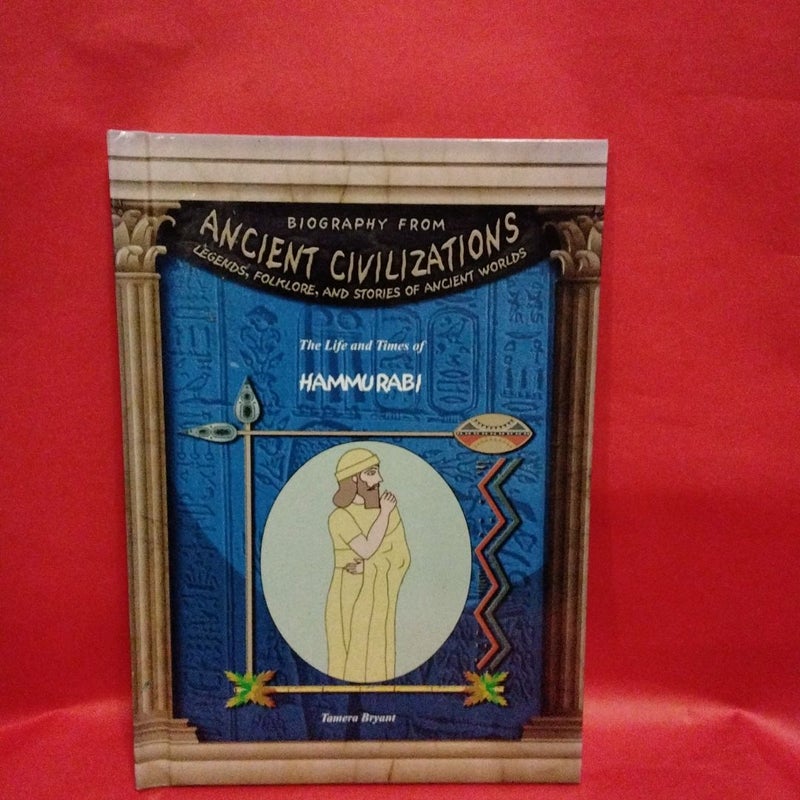 BIOGRAPHY FROM
ANCIENT CIVILIZATIONS
LEGENDS, FOLKLORE, AND STORIES OF ANCIENT WORLDS
The Life and Times of
HAMMURABI
Tamera Bryant